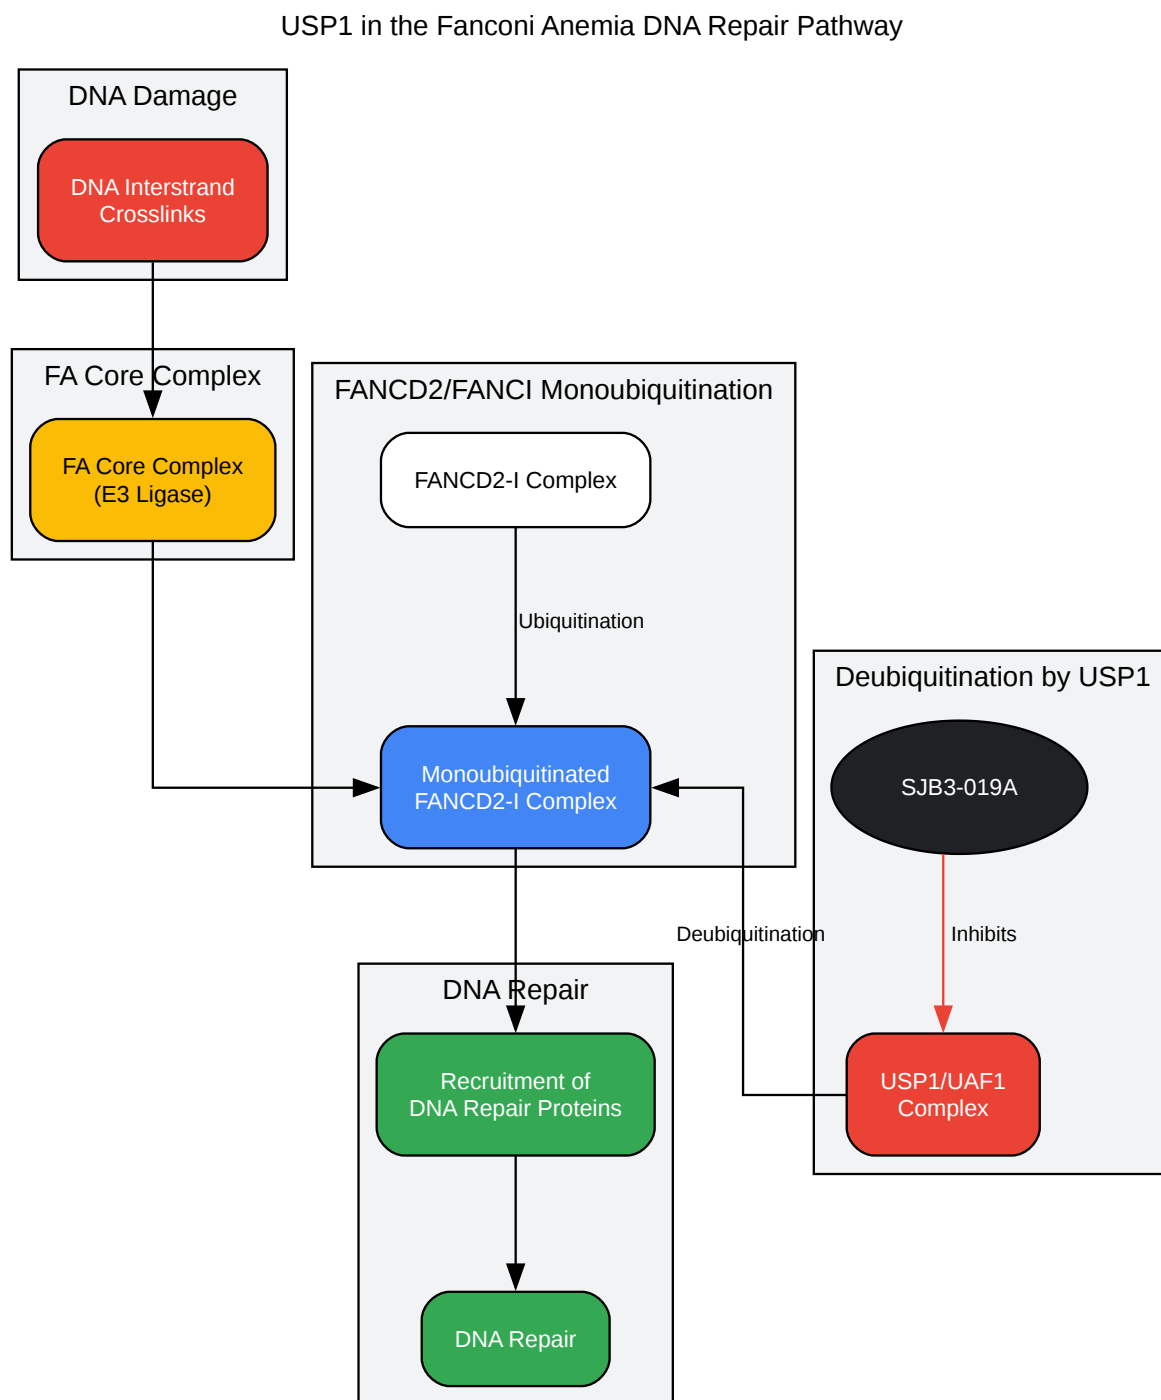 USP1 in the Fanconi Anemia DNA Repair Pathway
DNA Damage
DNA Interstrand
Crosslinks
FA Core Complex
FA Core Complex
(E3 Ligase)
FANCD2/FANCI Monoubiquitination
FANCD2-I Complex
Ubiquitination
Monoubiquitinated
FANCD2-I Complex
Deubiquitination by USP1
SJB3-019A
Inhibits
Deubiquitination
USP1/UAF1
Complex
DNA Repair
Recruitment of
DNA Repair Proteins
DNA Repair